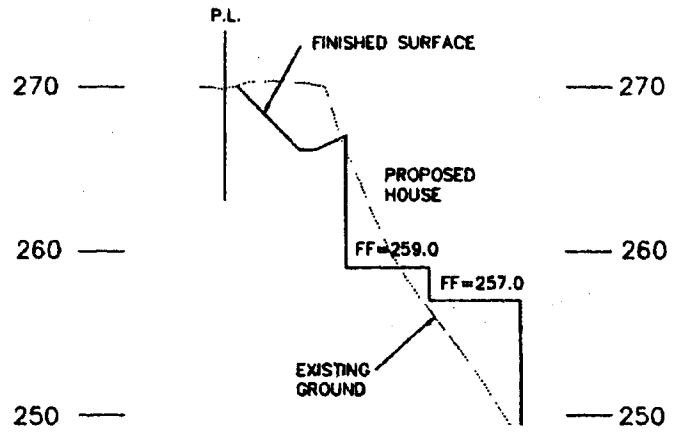 P.L.
FINISHED SURFACE
270
270
PROPOSED
HOUSE
260
FF=259.0
260
FF=257.0
EXISTING
GROUND
250
250